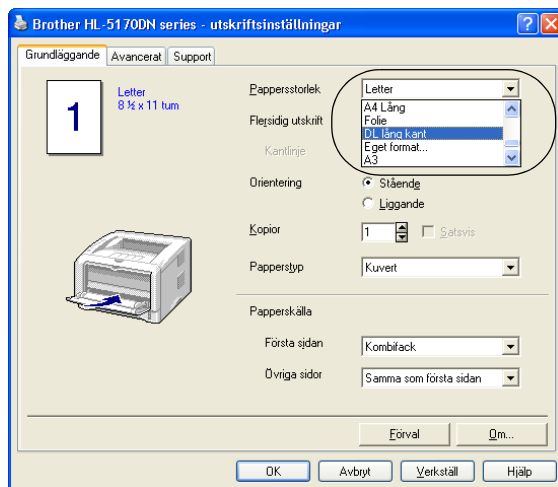 Brother HL-5170DN series - utskriftsinställningar
Grundläggande Avancerat Support
1
Letter
8 ½ x 11 tum
Pappersstorlek Letter
A4 Lång
Folie
DL lång kant
Eget format...
A3
Flersidig utskrift
Kantlinje
Orientering Stående
Liggande
Kopior 1 Satsvis
Papperstyp Kuvert
Papperskälla
Första sidan Kombifack
Övriga sidor Samma som första sidan
Förval Om...
OK Avbryt Verkställ Hjälp